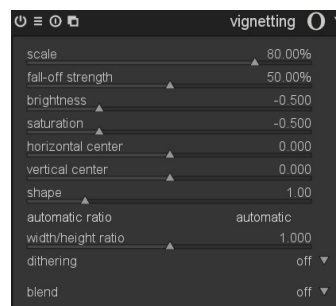 vignetting
scale 80.00%
fall-off strength 50.00%
brightness -0.500
saturation -0.500
horizontal center 0.000
vertical center 0.000
shape 1.00
automatic ratio automatic
width/height ratio 1.000
dithering off
blend off